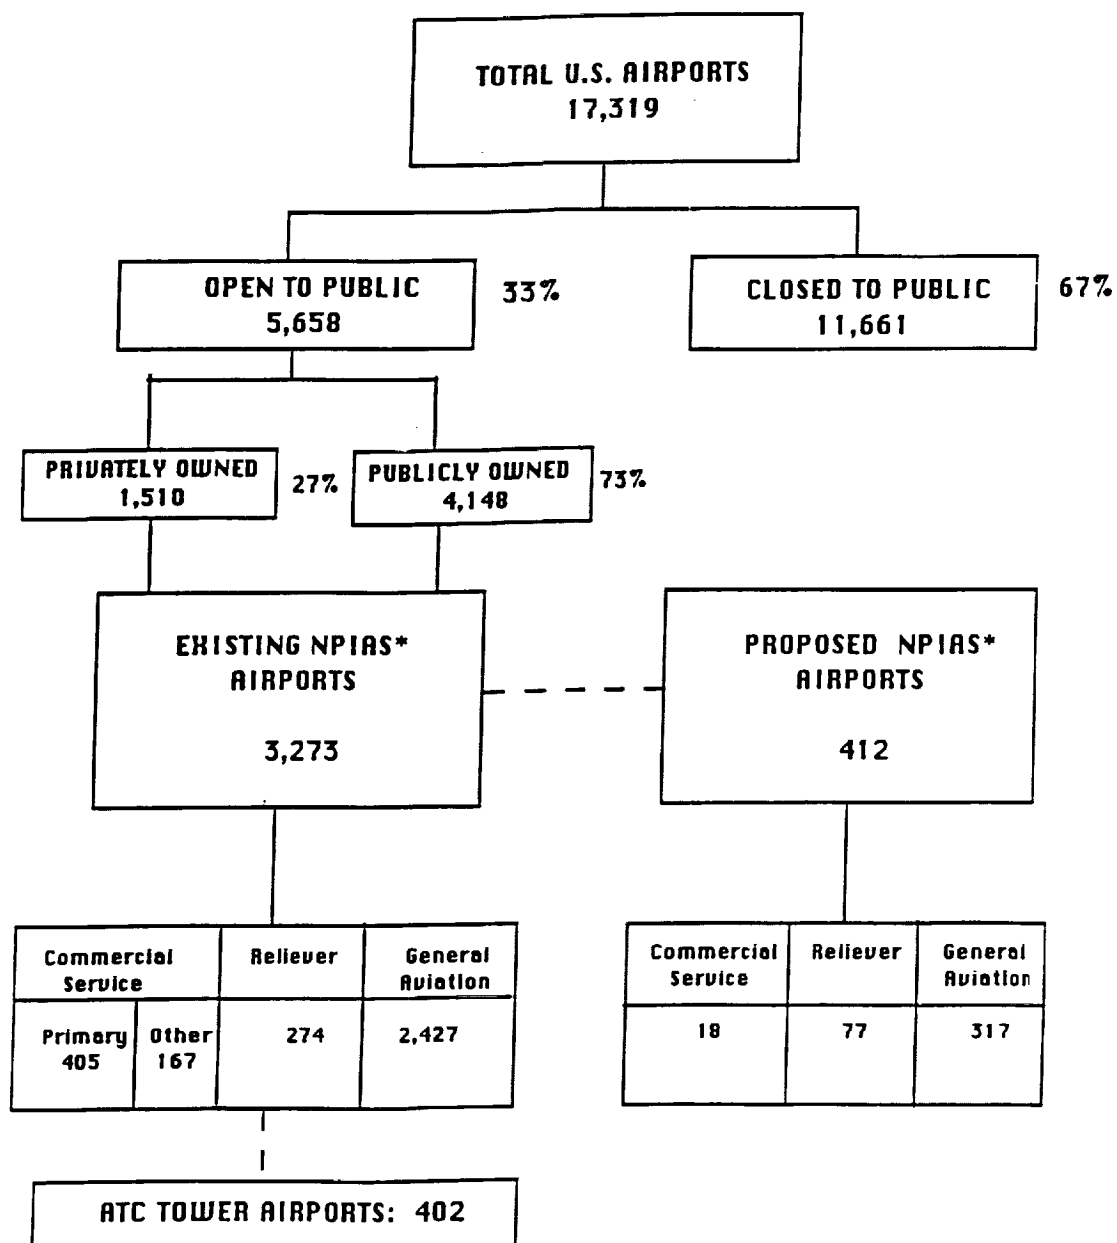 TOTAL U.S. AIRPORTS
17,319
OPEN TO PUBLIC
5,658
33%
CLOSED TO PUBLIC
11,661
67%
PRIVATELY OWNED
1,510
27%
PUBLICLY OWNED
4,148
73%
EXISTING NPIAS*
AIRPORTS
3,273
PROPOSED NPIAS*
AIRPORTS
412
Commercial
Service
Reliever
General
Aviation
Primary
405
Other
167
274
2,427
Commercial
Service
Reliever
General
Aviation
18
77
317
ATC TOWER AIRPORTS: 402